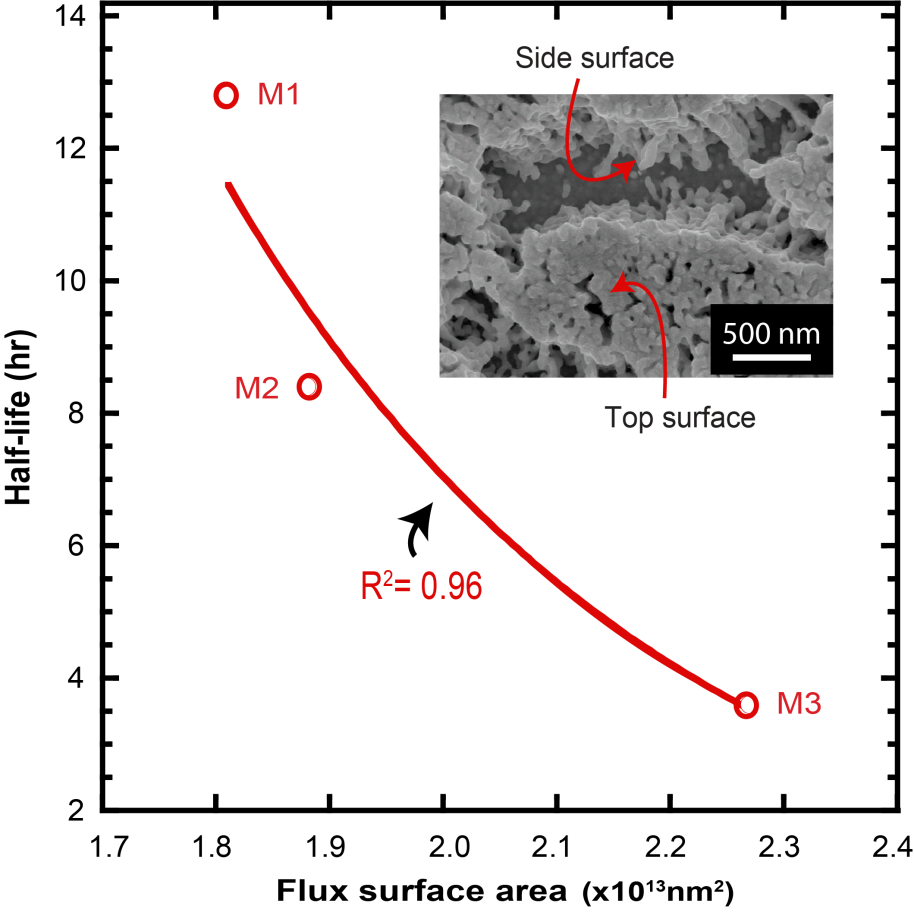 14
12
10
8
6
4
2
Half-life (hr)
M1
M2
M3
R²= 0.96
Side surface
500 nm
Top surface
1.7 1.8 1.9 2.0 2.1 2.2 2.3 2.4
Flux surface area (x10¹³nm²)